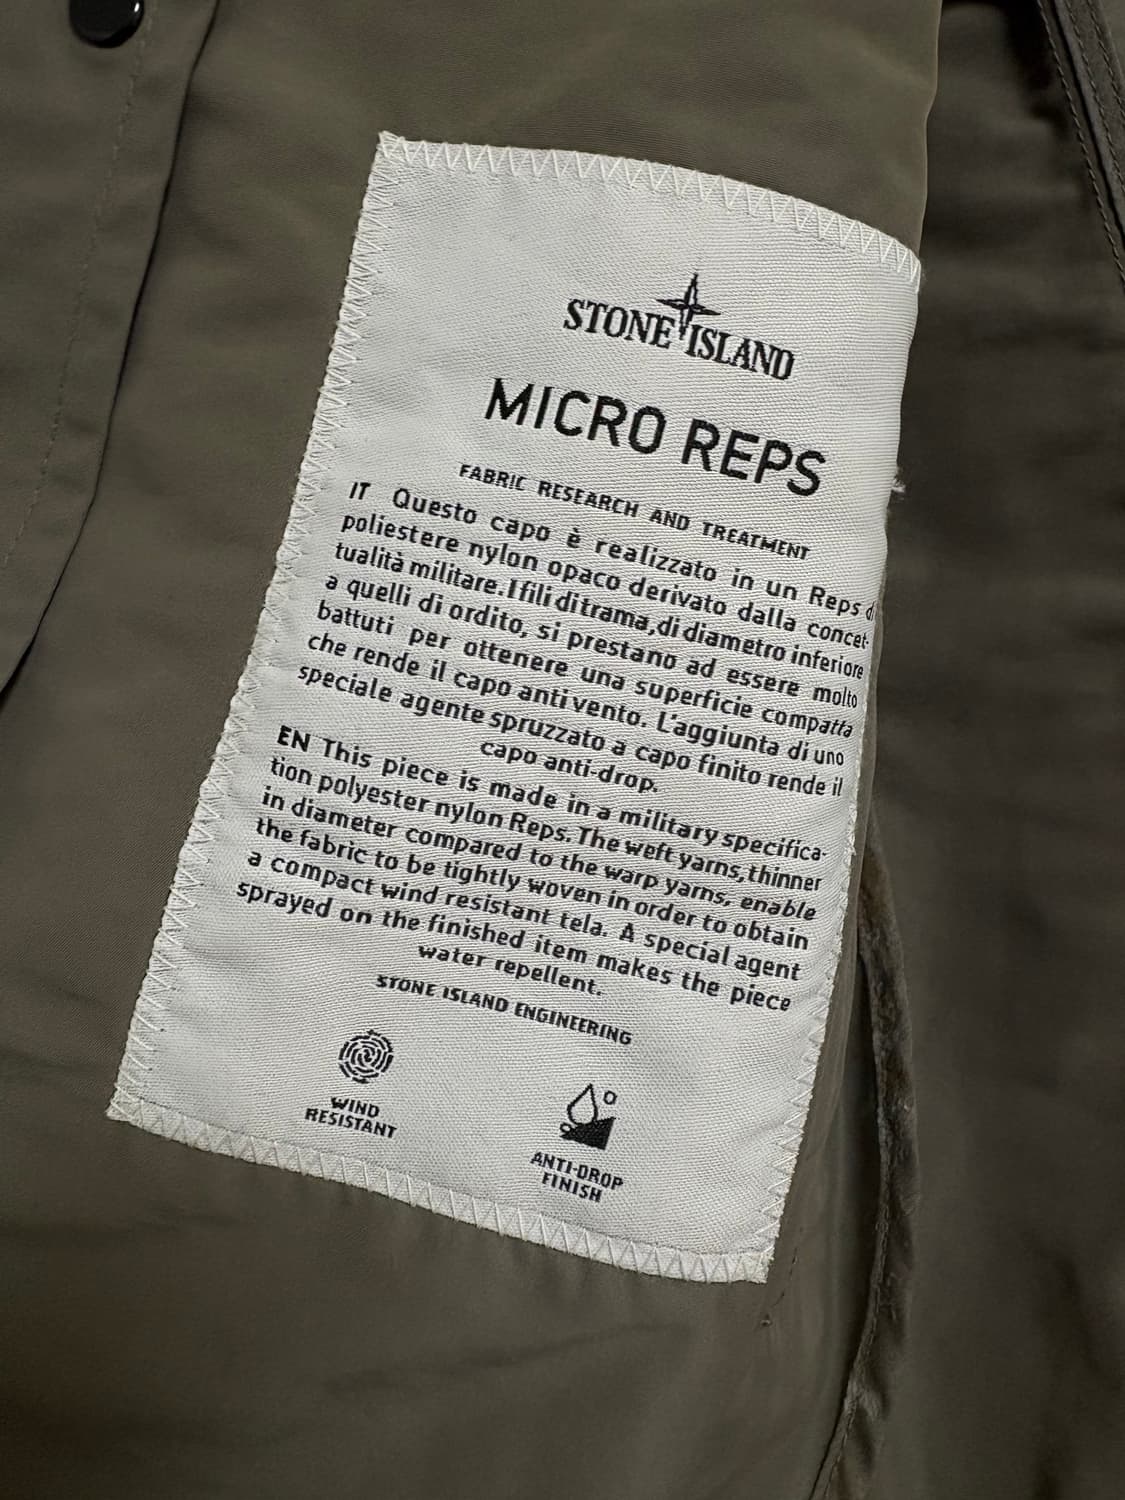 STONE ISLAND
MICRO REPS
FABRIC RESEARCH AND TREATMENT
IT Questo capo è realizzato in un Reps di
poliestere nylon opaco derivato dalla concet-
tualità militare. I fili di trama, di diametro inferiore
a quelli di ordito, si prestano ad essere molto
battuti per ottenere una superficie compatta
che rende il capo anti vento. L'aggiunta di uno
speciale agente spruzzato a capo finito rende il
capo anti-drop.
EN This piece is made in a military specifica-
tion polyester nylon Reps. The weft yarns, thinner
in diameter compared to the warp yarns, enable
the fabric to be tightly woven in order to obtain
a compact wind resistant tela. A special agent
sprayed on the finished item makes the piece
water repellent.
STONE ISLAND ENGINEERING
WIND
RESISTANT
ANTI-DROP
FINISH